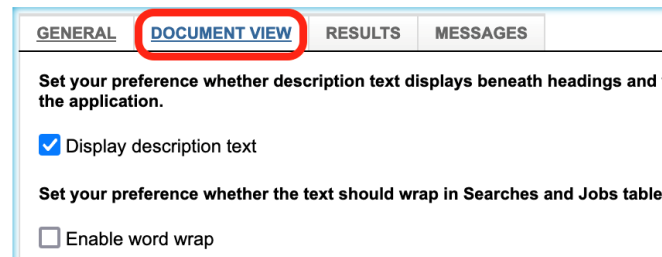 GENERAL DOCUMENT VIEW RESULTS MESSAGES
Set your preference whether description text displays beneath headings and
the application.
Display description text
Set your preference whether the text should wrap in Searches and Jobs table
Enable word wrap